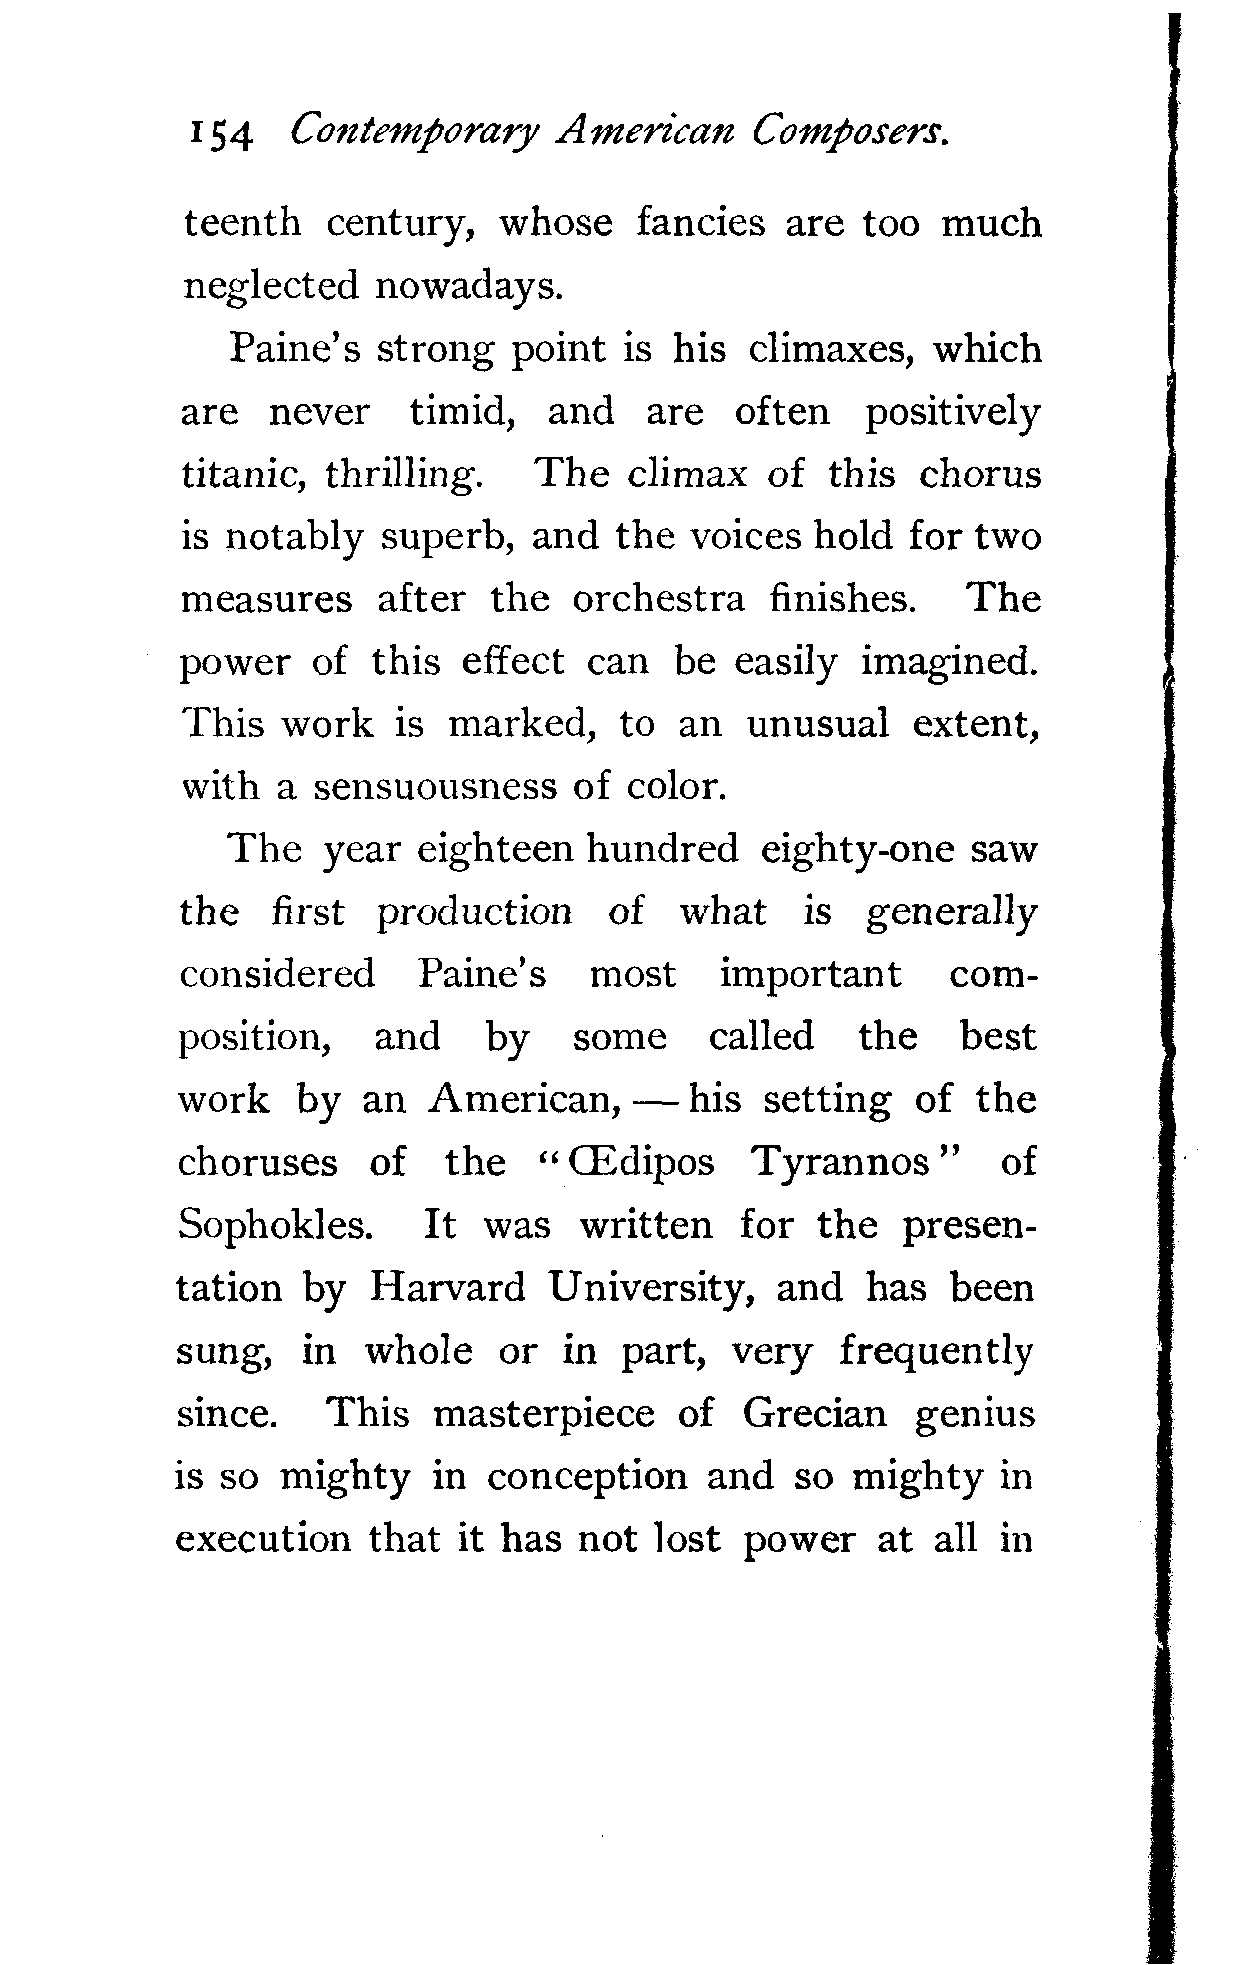 154 Contemporary American Composers.
teenth century, whose fancies are too much
neglected nowadays.
Paine's strong point is his climaxes, which
are never timid, and are often positively
titanic, thrilling. The climax of this chorus
is notably superb, and the voices hold for two
measures after the orchestra finishes. The
power of this effect can be easily imagined.
This work is marked, to an unusual extent,
with a sensuousness of color.
The year eighteen hundred eighty-one saw
the first production of what is generally
considered Paine's most important com-
position, and by some called the best
work by an American, — his setting of the
choruses of the “Œdipos Tyrannos” of
Sophokles. It was written for the presen-
tation by Harvard University, and has been
sung, in whole or in part, very frequently
since. This masterpiece of Grecian genius
is so mighty in conception and so mighty in
execution that it has not lost power at all in